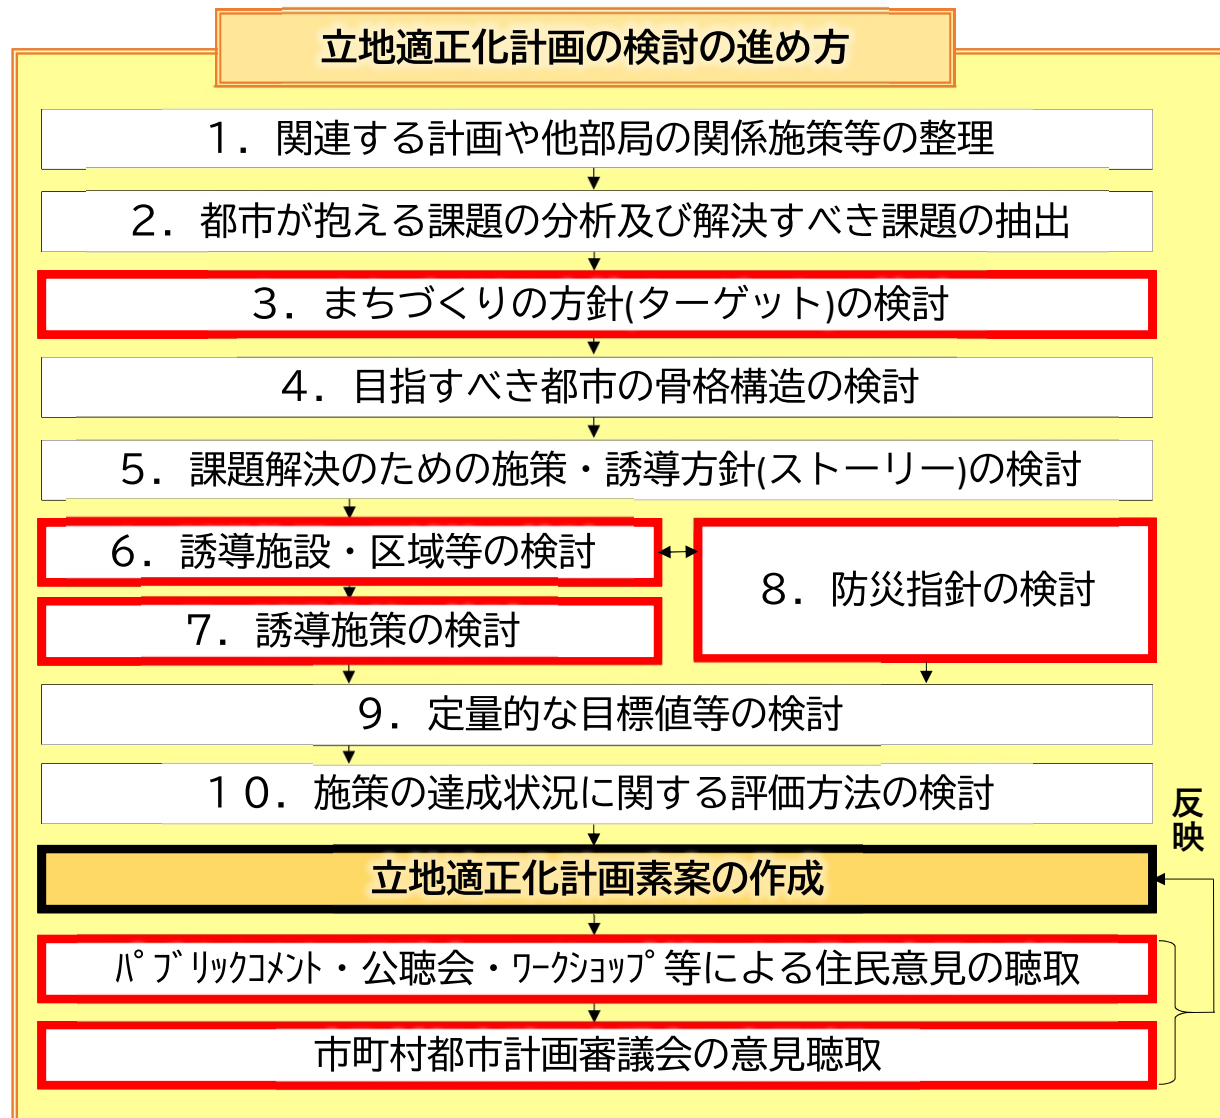 立地適正化計画の検討の進め方
１．関連する計画や他部局の関係施策等の整理
２．都市が抱える課題の分析及び解決すべき課題の抽出
３．まちづくりの方針(ターゲット)の検討
４．目指すべき都市の骨格構造の検討
５．課題解決のための施策・誘導方針(ストーリー)の検討
６．誘導施設・区域等の検討
８．防災指針の検討
７．誘導施策の検討
９．定量的な目標値等の検討
１０．施策の達成状況に関する評価方法の検討
反映
立地適正化計画素案の作成
ﾊﾟﾌﾞﾘｯｸｺﾒﾝﾄ・公聴会・ﾜｰｸｼｮｯﾌﾟ等による住民意見の聴取
市町村都市計画審議会の意見聴取